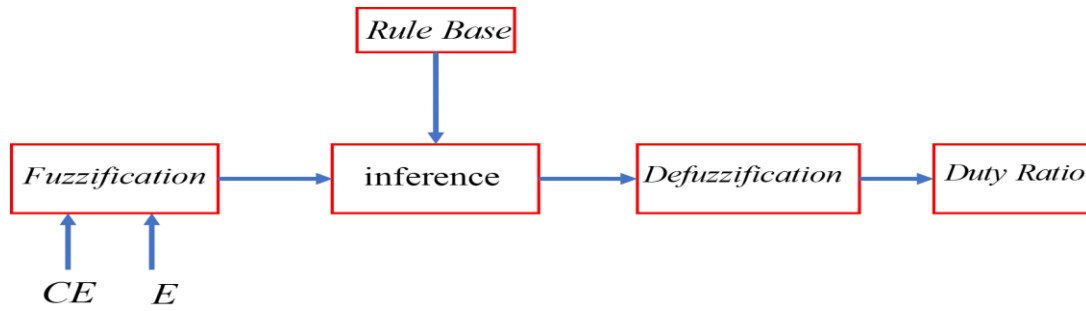 Rule Base
Fuzzification
inference
Defuzzification
Duty Ratio
CE
E